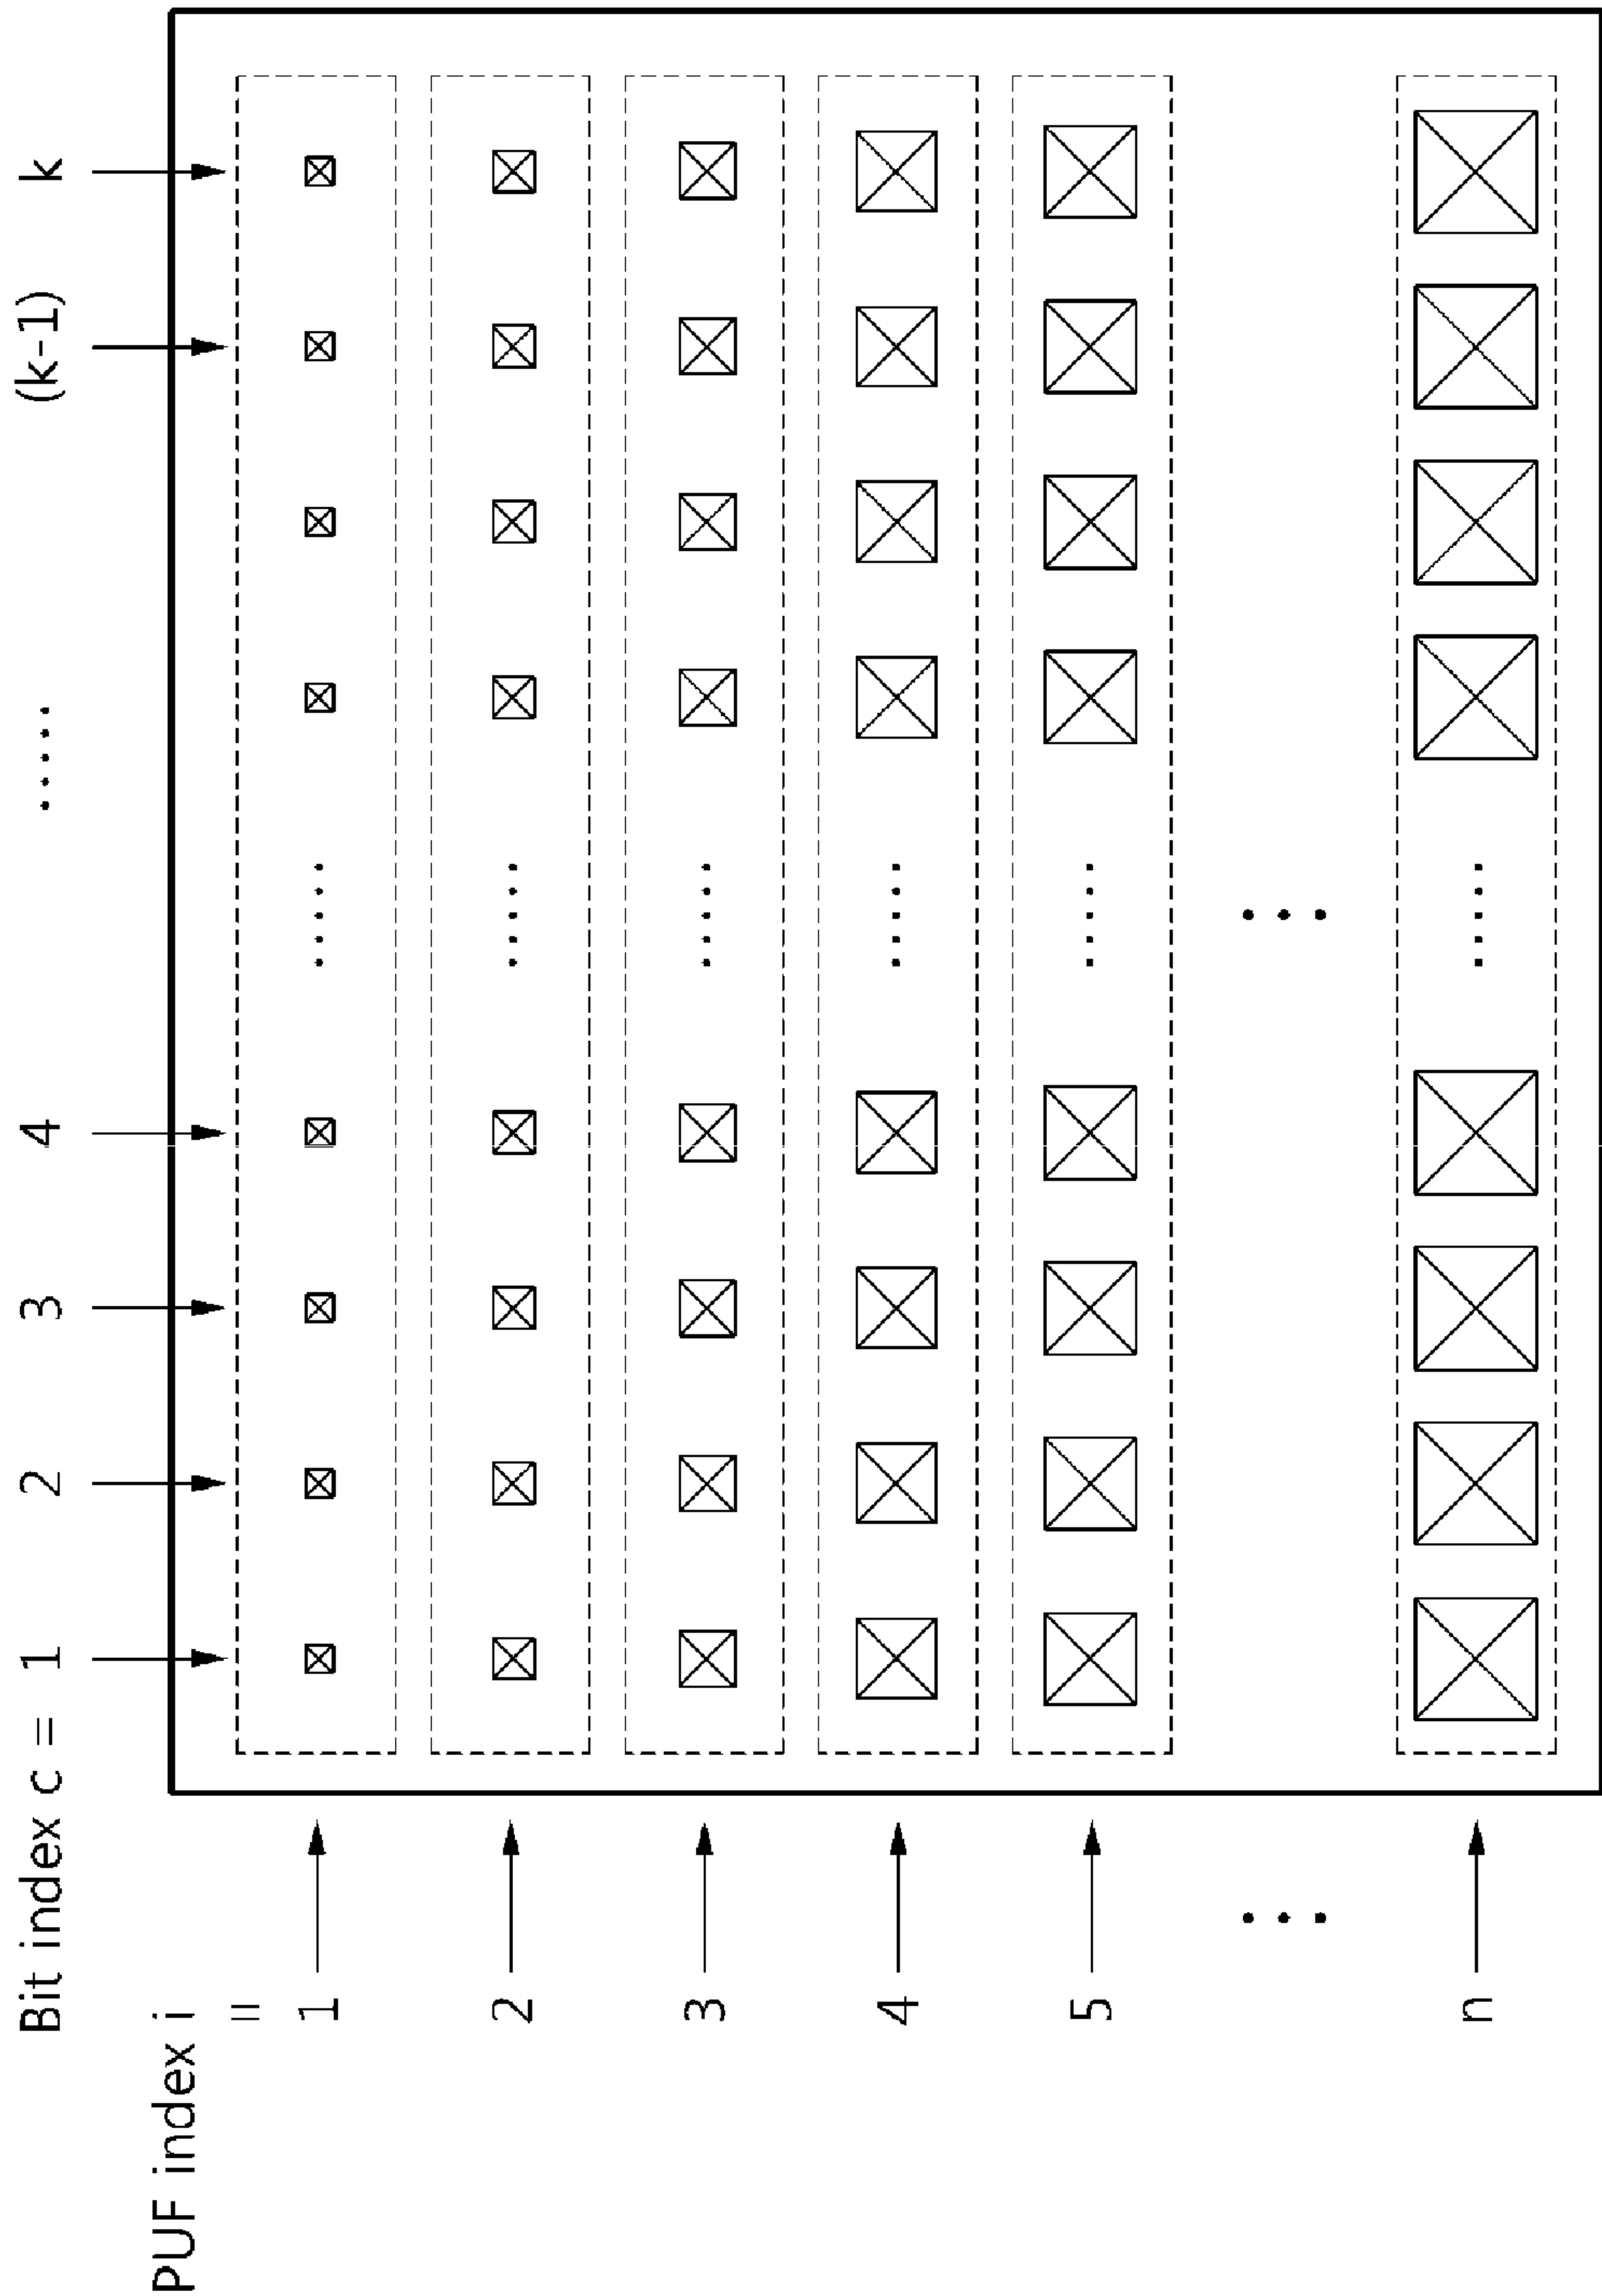 Bit index c = 1 2 3 4 ..... (k-1) k
PUF index i
=
1
2
3
4
5
...
n